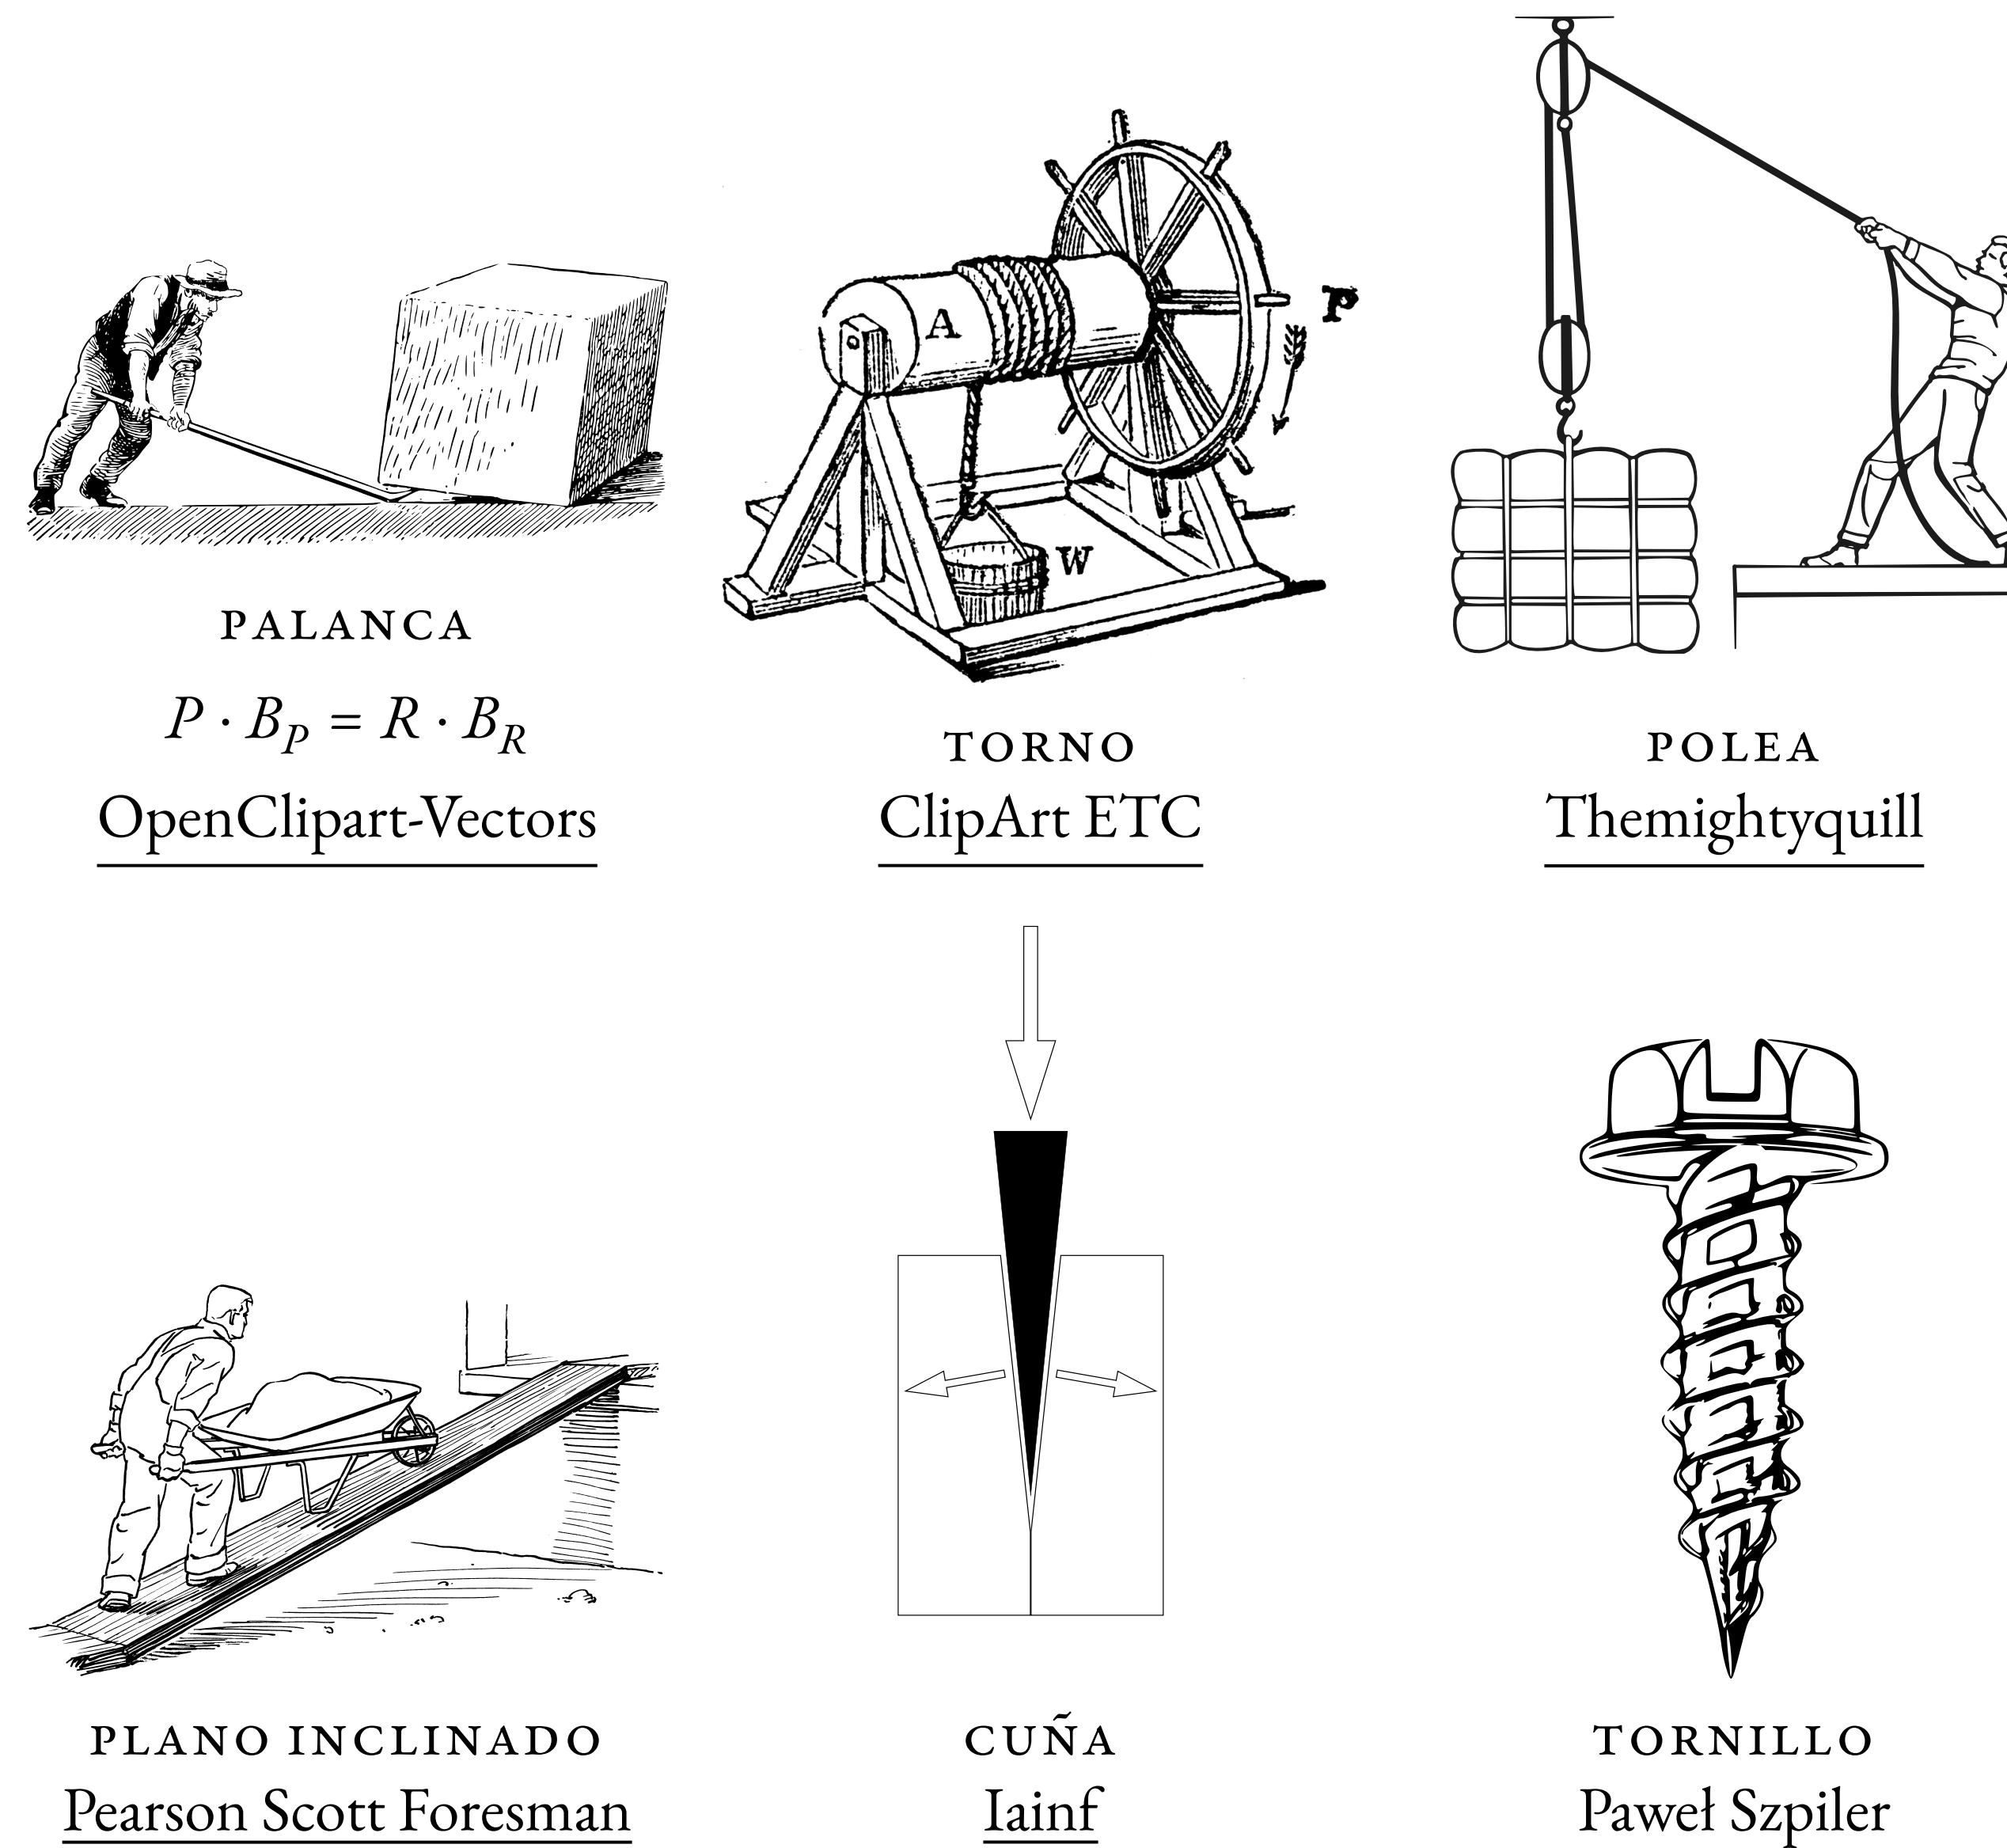 A
P
W
PALANCA
P · B_P = R · B_R
OpenClipart-Vectors
TORNO
ClipArt ETC
POLEA
Themightyquill
PLANO INCLINADO
Pearson Scott Foresman
CUÑA
Iainf
TORNILLO
Paweł Szpiler